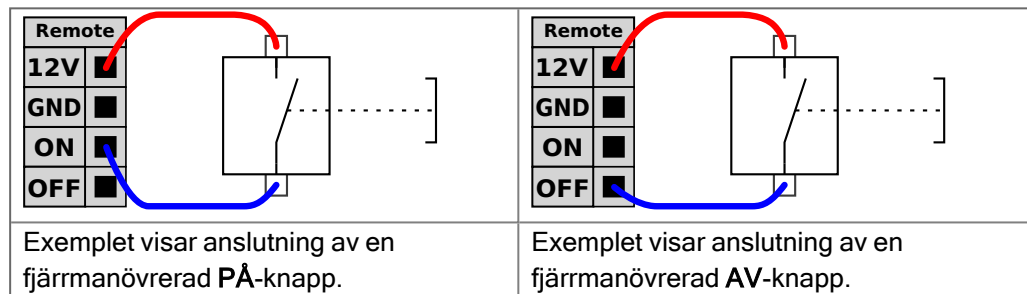 Remote
12V
GND
ON
OFF
Exemplet visar anslutning av en
fjärrmanövrerad PÅ-knapp.
Remote
12V
GND
ON
OFF
Exemplet visar anslutning av en
fjärrmanövrerad AV-knapp.